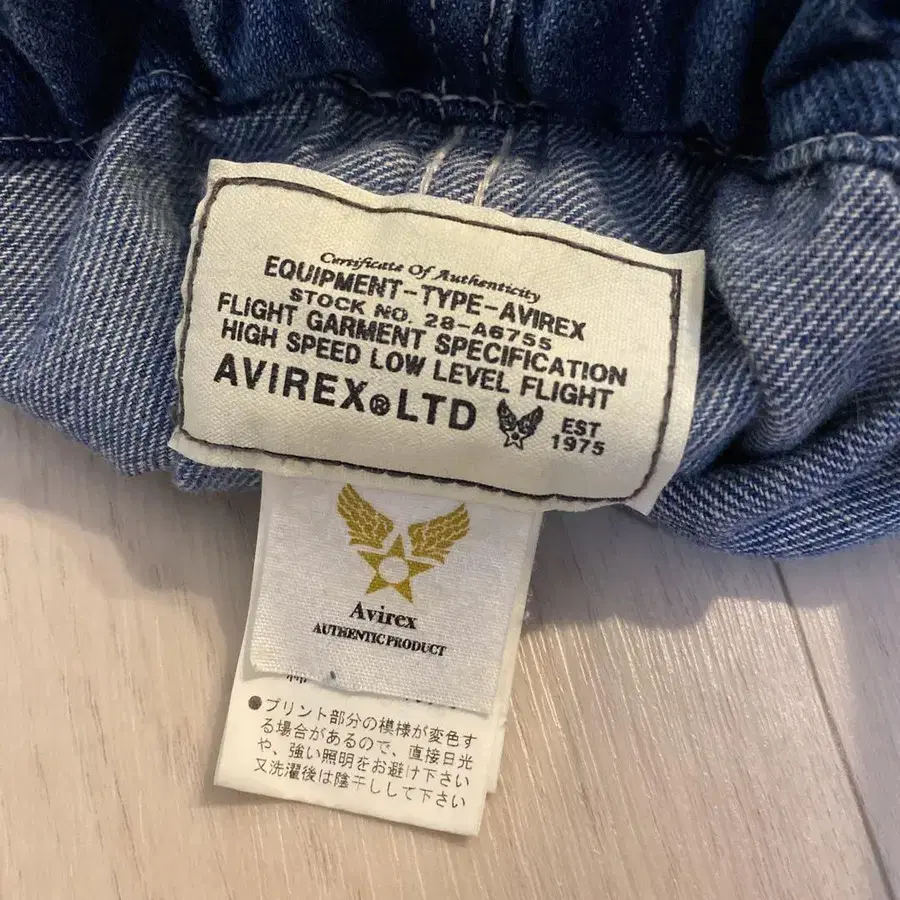 Certificate Of Authenticity
EQUIPMENT-TYPE-AVIREX
STOCK NO. 28-A6755
FLIGHT GARMENT SPECIFICATION
HIGH SPEED LOW LEVEL FLIGHT
AVIREX®LTD
EST
1975
Avirex
AUTHENTIC PRODUCT
●プリント部分の模様が変色す
る場合があるので、直接日光
や、強い照明をお避け下さい
又洗濯後は陰干しして下さい